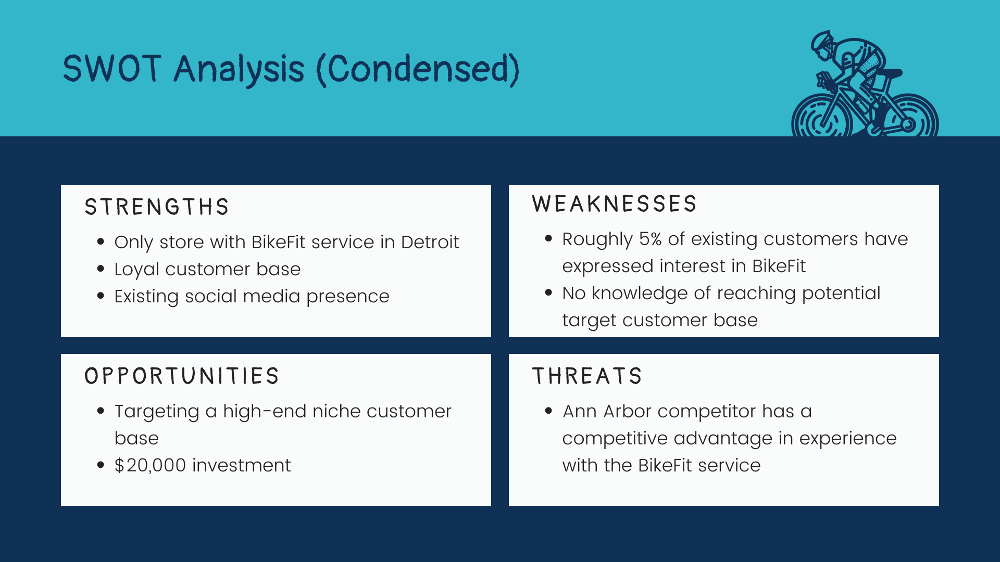 SWOT Analysis (Condensed)
STRENGTHS
• Only store with BikeFit service in Detroit
• Loyal customer base
• Existing social media presence
WEAKNESSES
• Roughly 5% of existing customers have
expressed interest in BikeFit
• No knowledge of reaching potential
target customer base
OPPORTUNITIES
• Targeting a high-end niche customer
base
• $20,000 investment
THREATS
• Ann Arbor competitor has a
competitive advantage in experience
with the BikeFit service